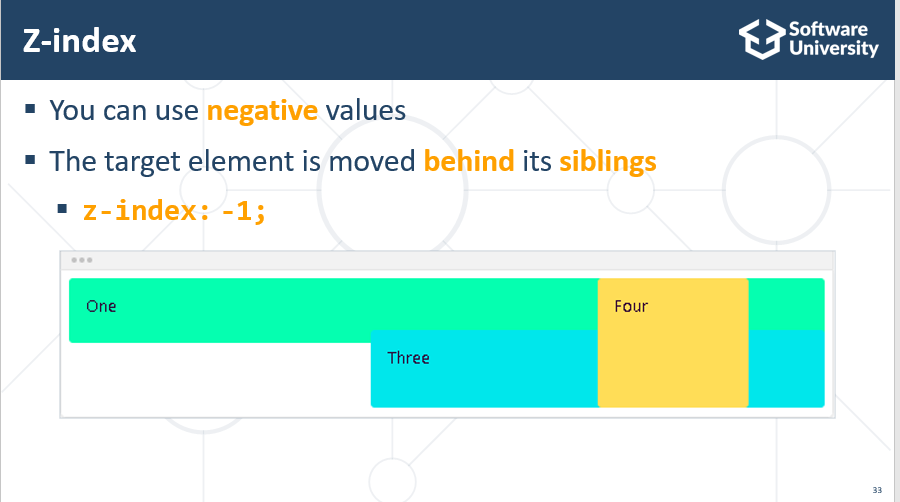 Z-index
Software
University
You can use negative values
The target element is moved behind its siblings
z-index: -1;
One
Four
Three
33